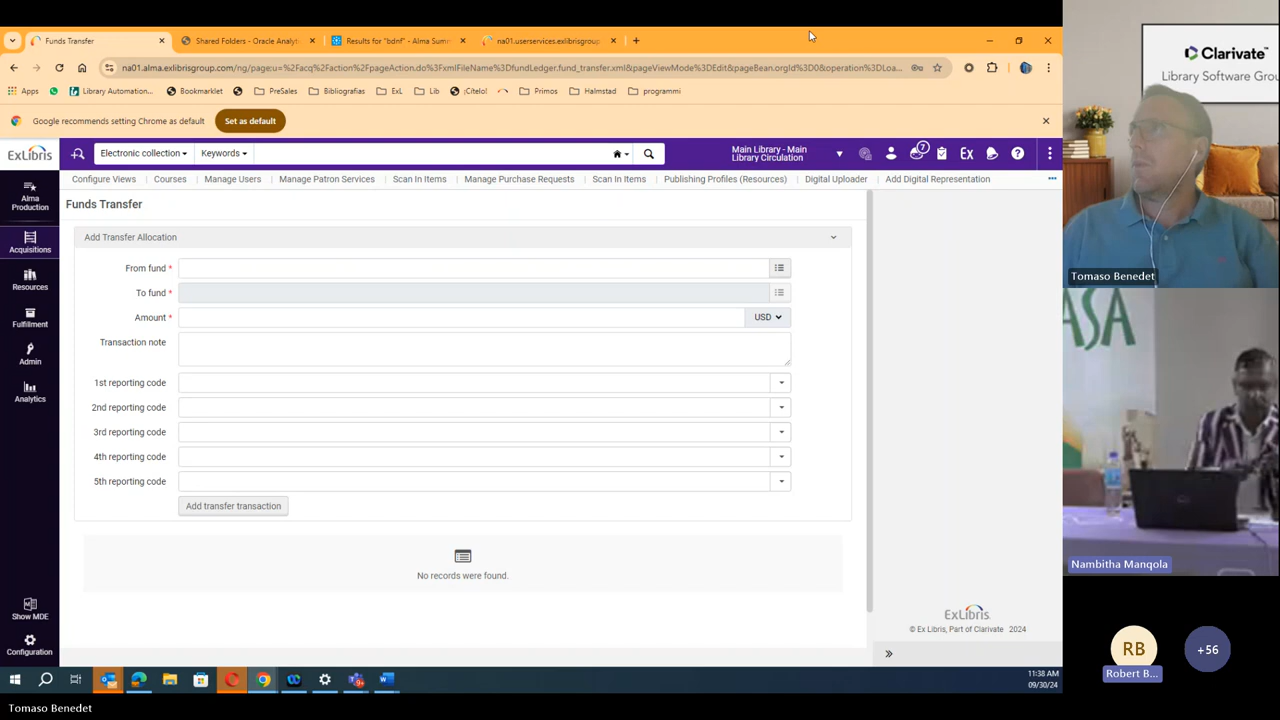 Funds Transfer
Shared Folders - Oracle Analyt
Results for "bdnf" - Alma Sum
na01.userservices.exlibrisgroup
na01.alma.exlibrisgroup.com/ng/page;u=%2Facq%2Faction%2FpageAction.do%3FxmlFileName%3DfundLedger.fund_transfer.xml&pageViewMode%3DEdit&pageBean.orgId%3D0&operation%3DLoa...
Apps
Library Automation...
Bookmarklet
PreSales
Bibliografias
ExL
Lib
¡Cítelo!
Primos
Halmstad
programmi
Google recommends setting Chrome as default
Set as default
ExLibris
Electronic collection
Keywords
Main Library - Main
Library Circulation
7
Ex
Configure Views
Courses
Manage Users
Manage Patron Services
Scan In Items
Manage Purchase Requests
Scan In Items
Publishing Profiles (Resources)
Digital Uploader
Add Digital Representation
Alma
Production
Acquisitions
Resources
Fulfillment
Admin
Analytics
Show MDE
Configuration
Funds Transfer
Add Transfer Allocation
From fund *
To fund *
Amount *
USD
Transaction note
1st reporting code
2nd reporting code
3rd reporting code
4th reporting code
5th reporting code
Add transfer transaction
No records were found.
ExLibris
© Ex Libris, Part of Clarivate 2024
11:38 AM
09/30/24
Clarivate
Library Software Grou
Tomaso Benedet
ASA
Nambitha Manqola
RB
Robert B...
+56
Tomaso Benedet